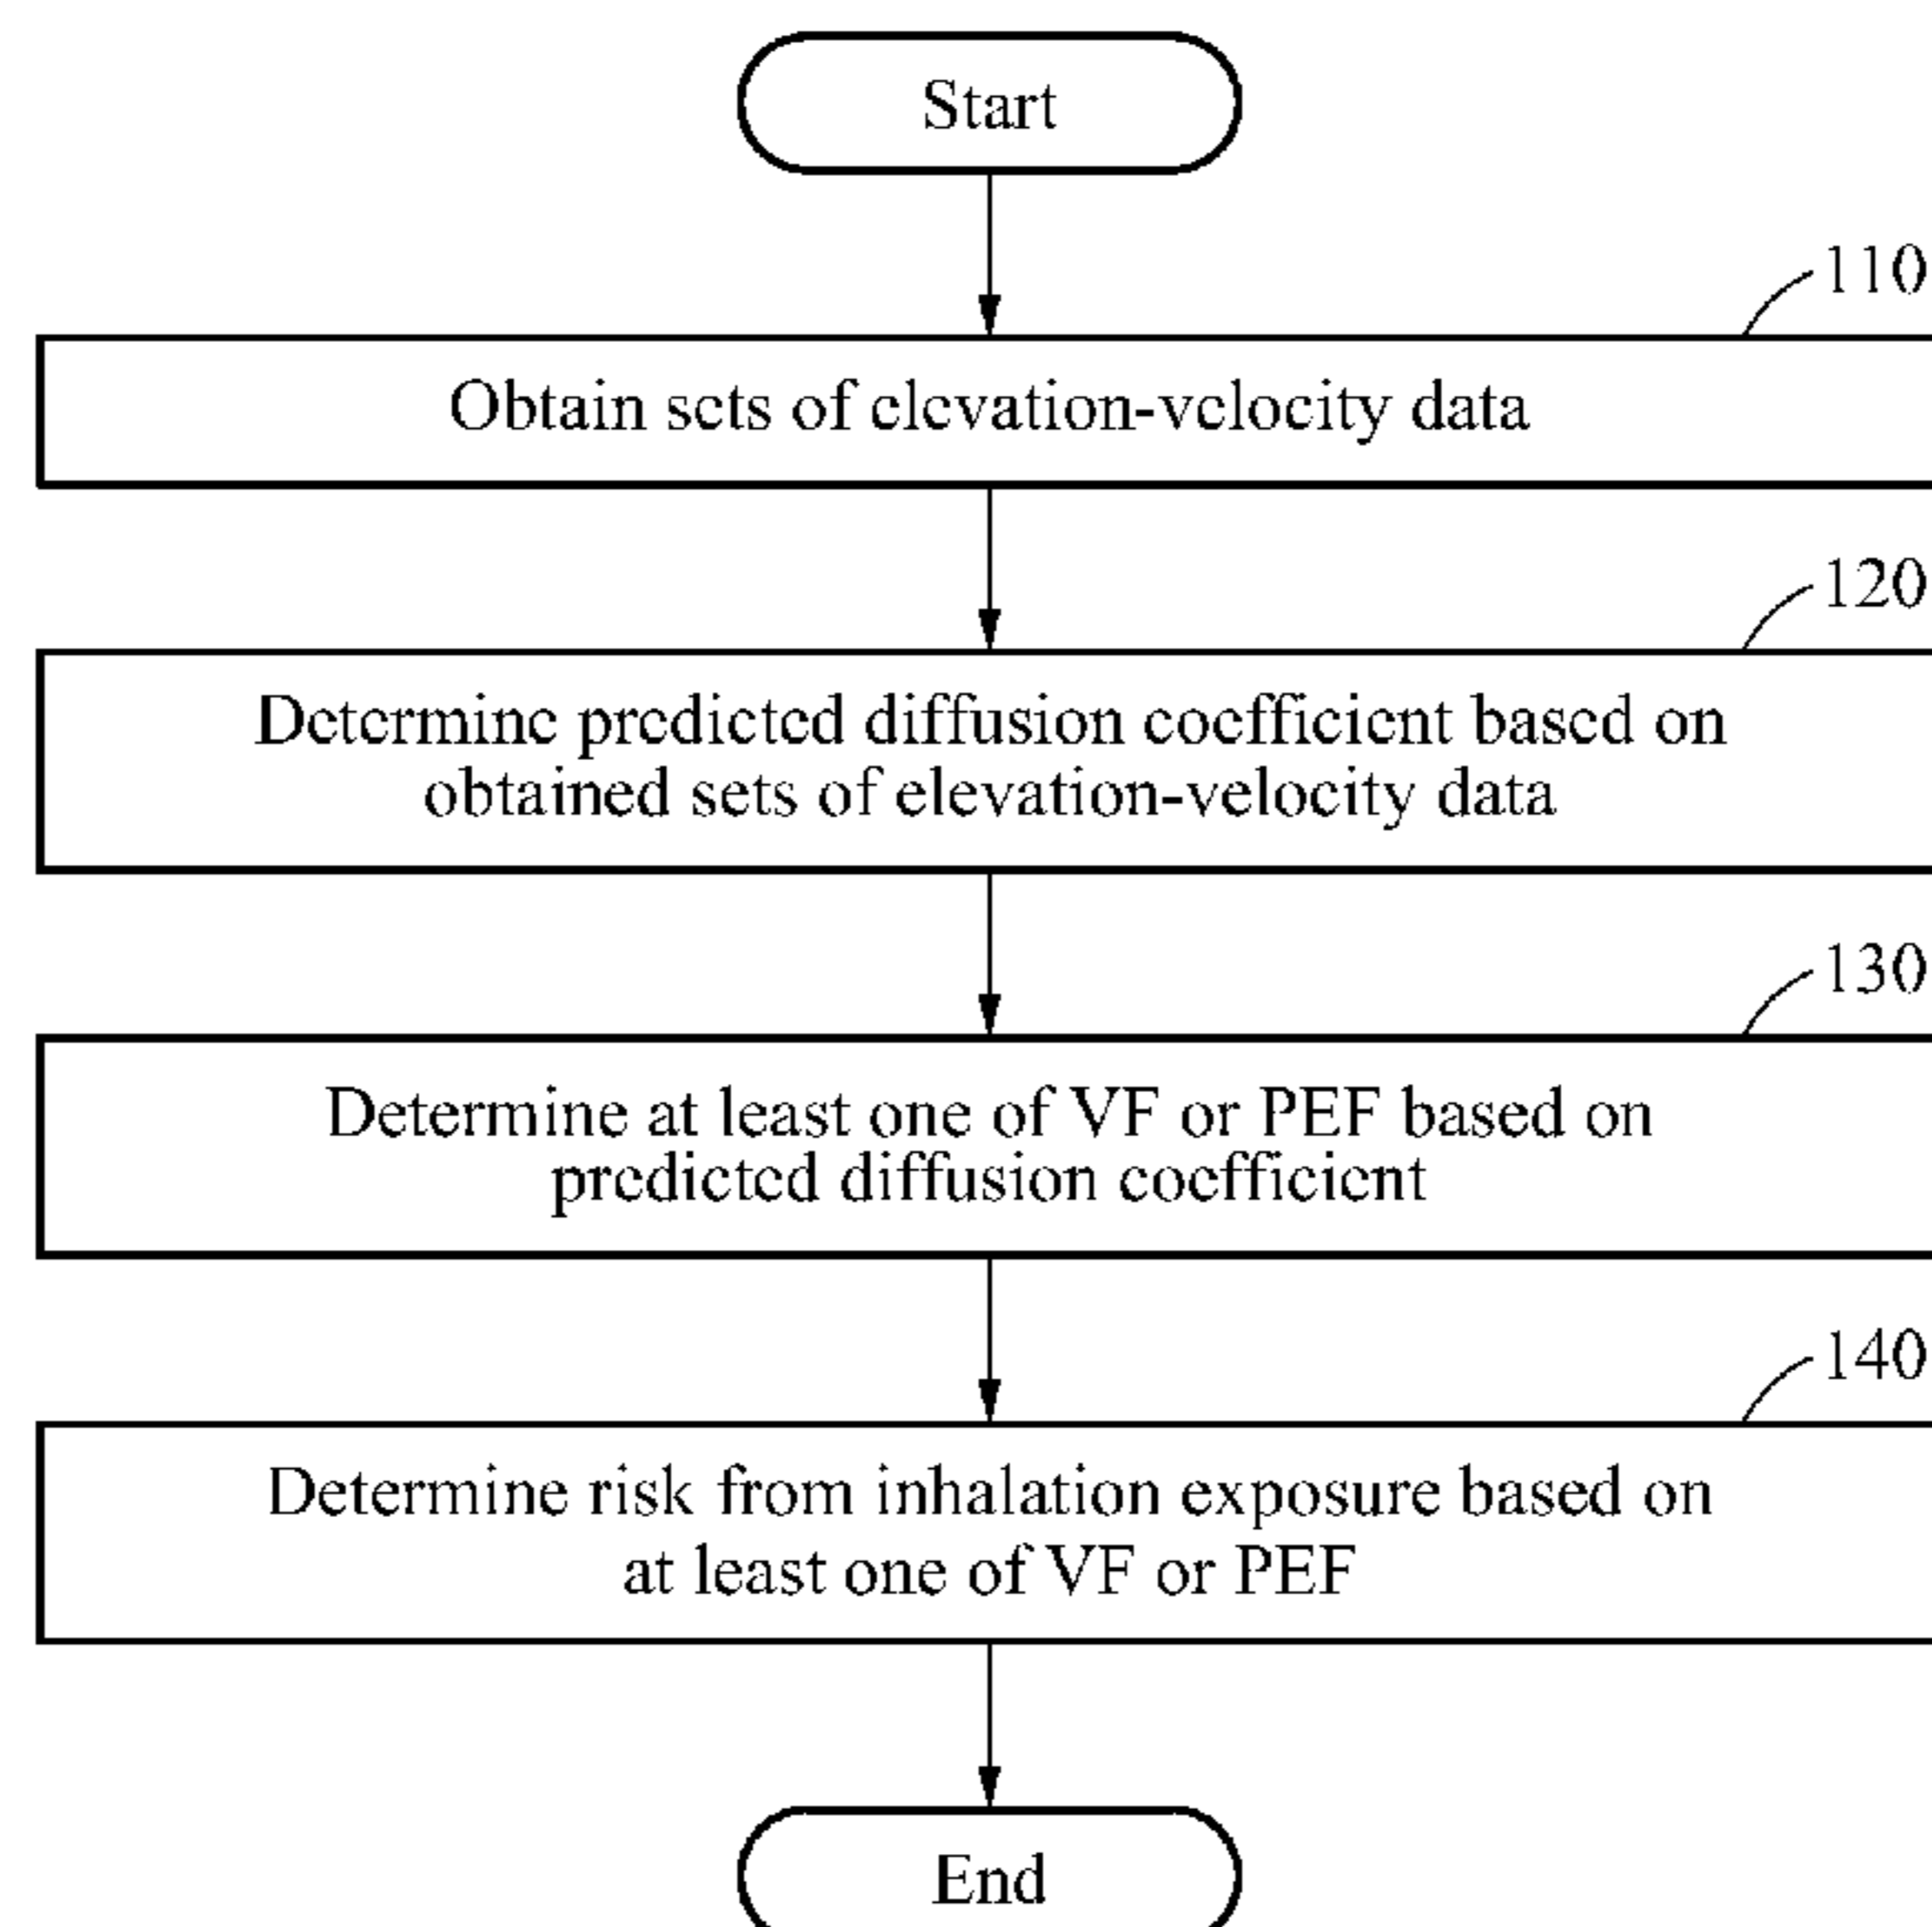 Start
110
Obtain sets of elevation-velocity data
120
Determine predicted diffusion coefficient based on
obtained sets of elevation-velocity data
130
Determine at least one of VF or PEF based on
predicted diffusion coefficient
140
Determine risk from inhalation exposure based on
at least one of VF or PEF
End